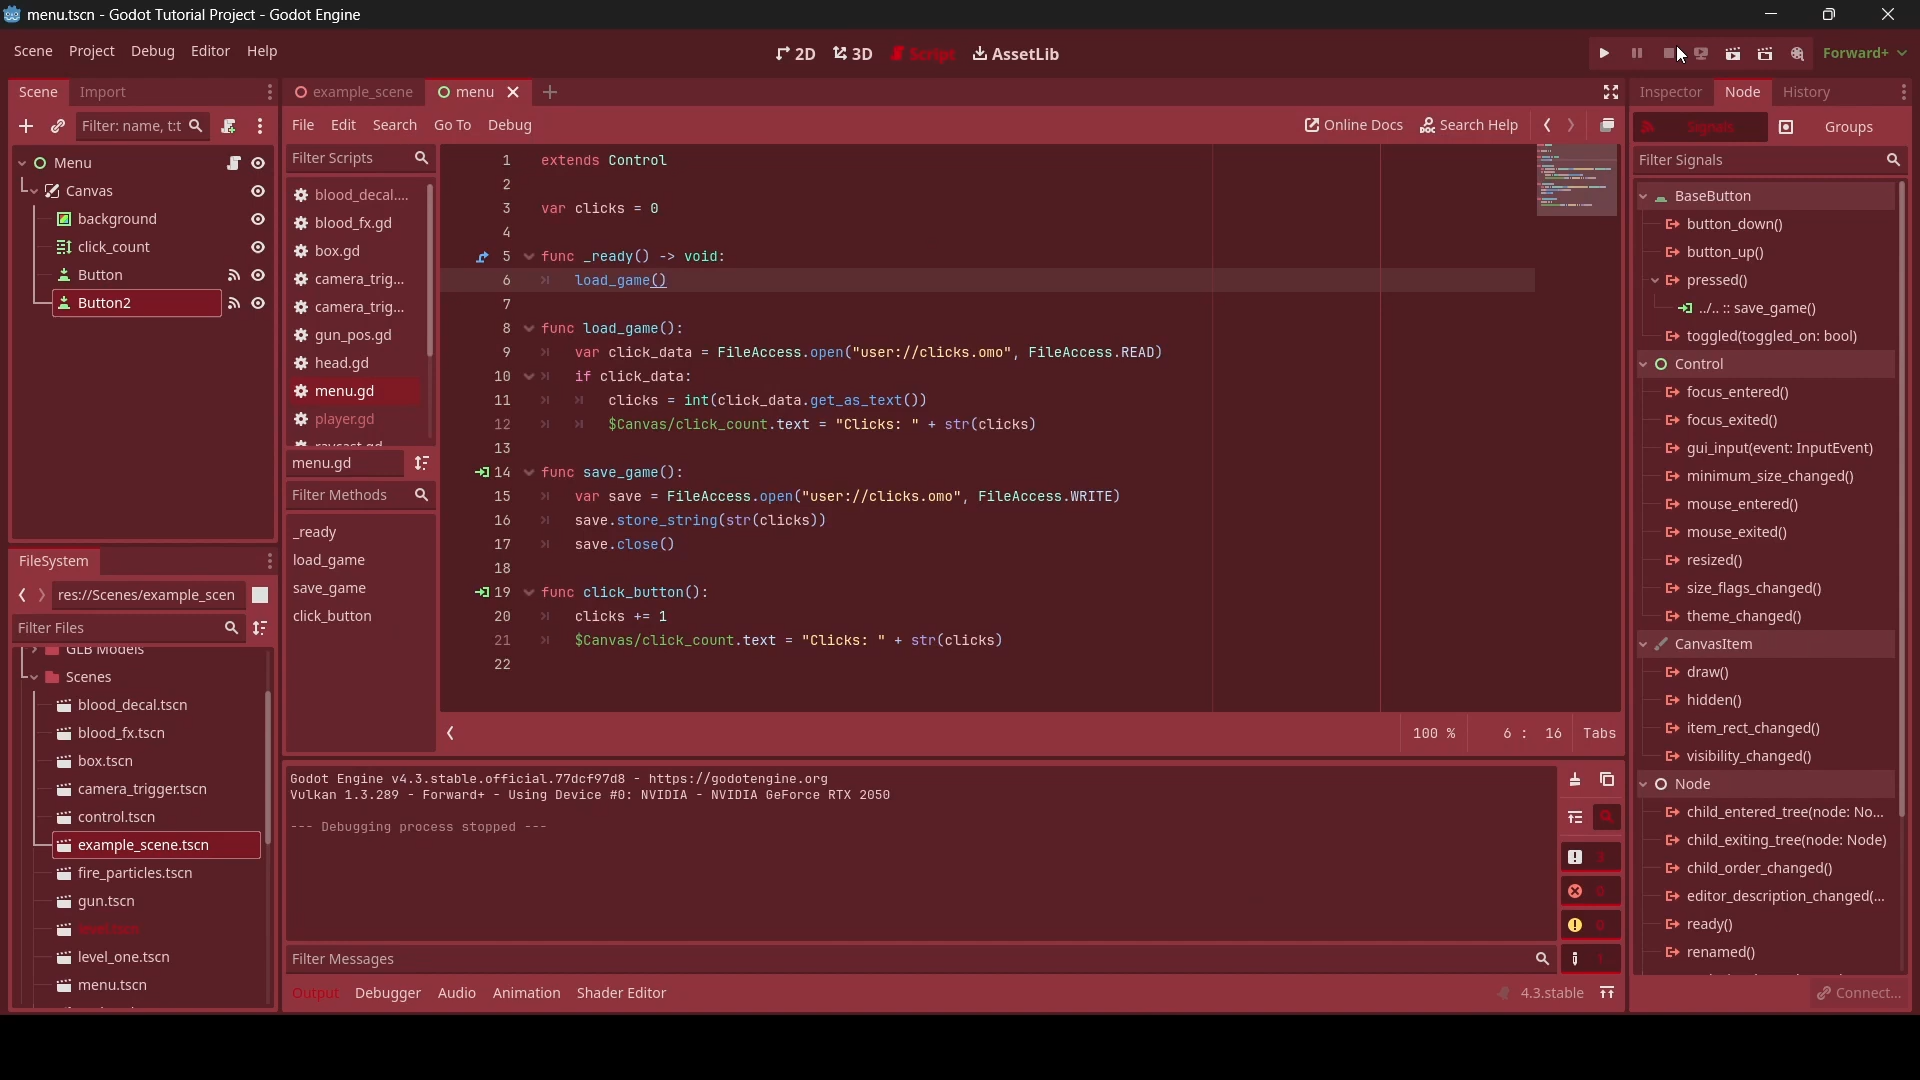 menu.tscn - Godot Tutorial Project - Godot Engine
Scene Project Debug Editor Help
2D 3D Script AssetLib
Forward+
Scene Import
Filter: name, t:t
Menu
Canvas
background
click_count
Button
Button2
FileSystem
res://Scenes/example_scen
Filter Files
GLB Models
Scenes
blood_decal.tscn
blood_fx.tscn
box.tscn
camera_trigger.tscn
control.tscn
example_scene.tscn
fire_particles.tscn
gun.tscn
level.tscn
level_one.tscn
menu.tscn
example_scene menu
File Edit Search Go To Debug
Online Docs Search Help
Filter Scripts
blood_decal....
blood_fx.gd
box.gd
camera_trig...
camera_trig...
gun_pos.gd
head.gd
menu.gd
player.gd
raycast.gd
menu.gd
Filter Methods
_ready
load_game
save_game
click_button
1 extends Control
2
3 var clicks = 0
4
5 func _ready() -> void:
6 load_game()
7
8 func load_game():
9 var click_data = FileAccess.open("user://clicks.omo", FileAccess.READ)
10 if click_data:
11 clicks = int(click_data.get_as_text())
12 $Canvas/click_count.text = "Clicks: " + str(clicks)
13
14 func save_game():
15 var save = FileAccess.open("user://clicks.omo", FileAccess.WRITE)
16 save.store_string(str(clicks))
17 save.close()
18
19 func click_button():
20 clicks += 1
21 $Canvas/click_count.text = "Clicks: " + str(clicks)
22
100 % 6 : 16 Tabs
Godot Engine v4.3.stable.official.77dcf97d8 - https://godotengine.org
Vulkan 1.3.289 - Forward+ - Using Device #0: NVIDIA - NVIDIA GeForce RTX 2050
--- Debugging process stopped ---
3
0
0
1
Filter Messages
Output Debugger Audio Animation Shader Editor
4.3.stable
Inspector Node History
Signals Groups
Filter Signals
BaseButton
button_down()
button_up()
pressed()
../.. :: save_game()
toggled(toggled_on: bool)
Control
focus_entered()
focus_exited()
gui_input(event: InputEvent)
minimum_size_changed()
mouse_entered()
mouse_exited()
resized()
size_flags_changed()
theme_changed()
CanvasItem
draw()
hidden()
item_rect_changed()
visibility_changed()
Node
child_entered_tree(node: No...
child_exiting_tree(node: Node)
child_order_changed()
editor_description_changed(...
ready()
renamed()
Connect...